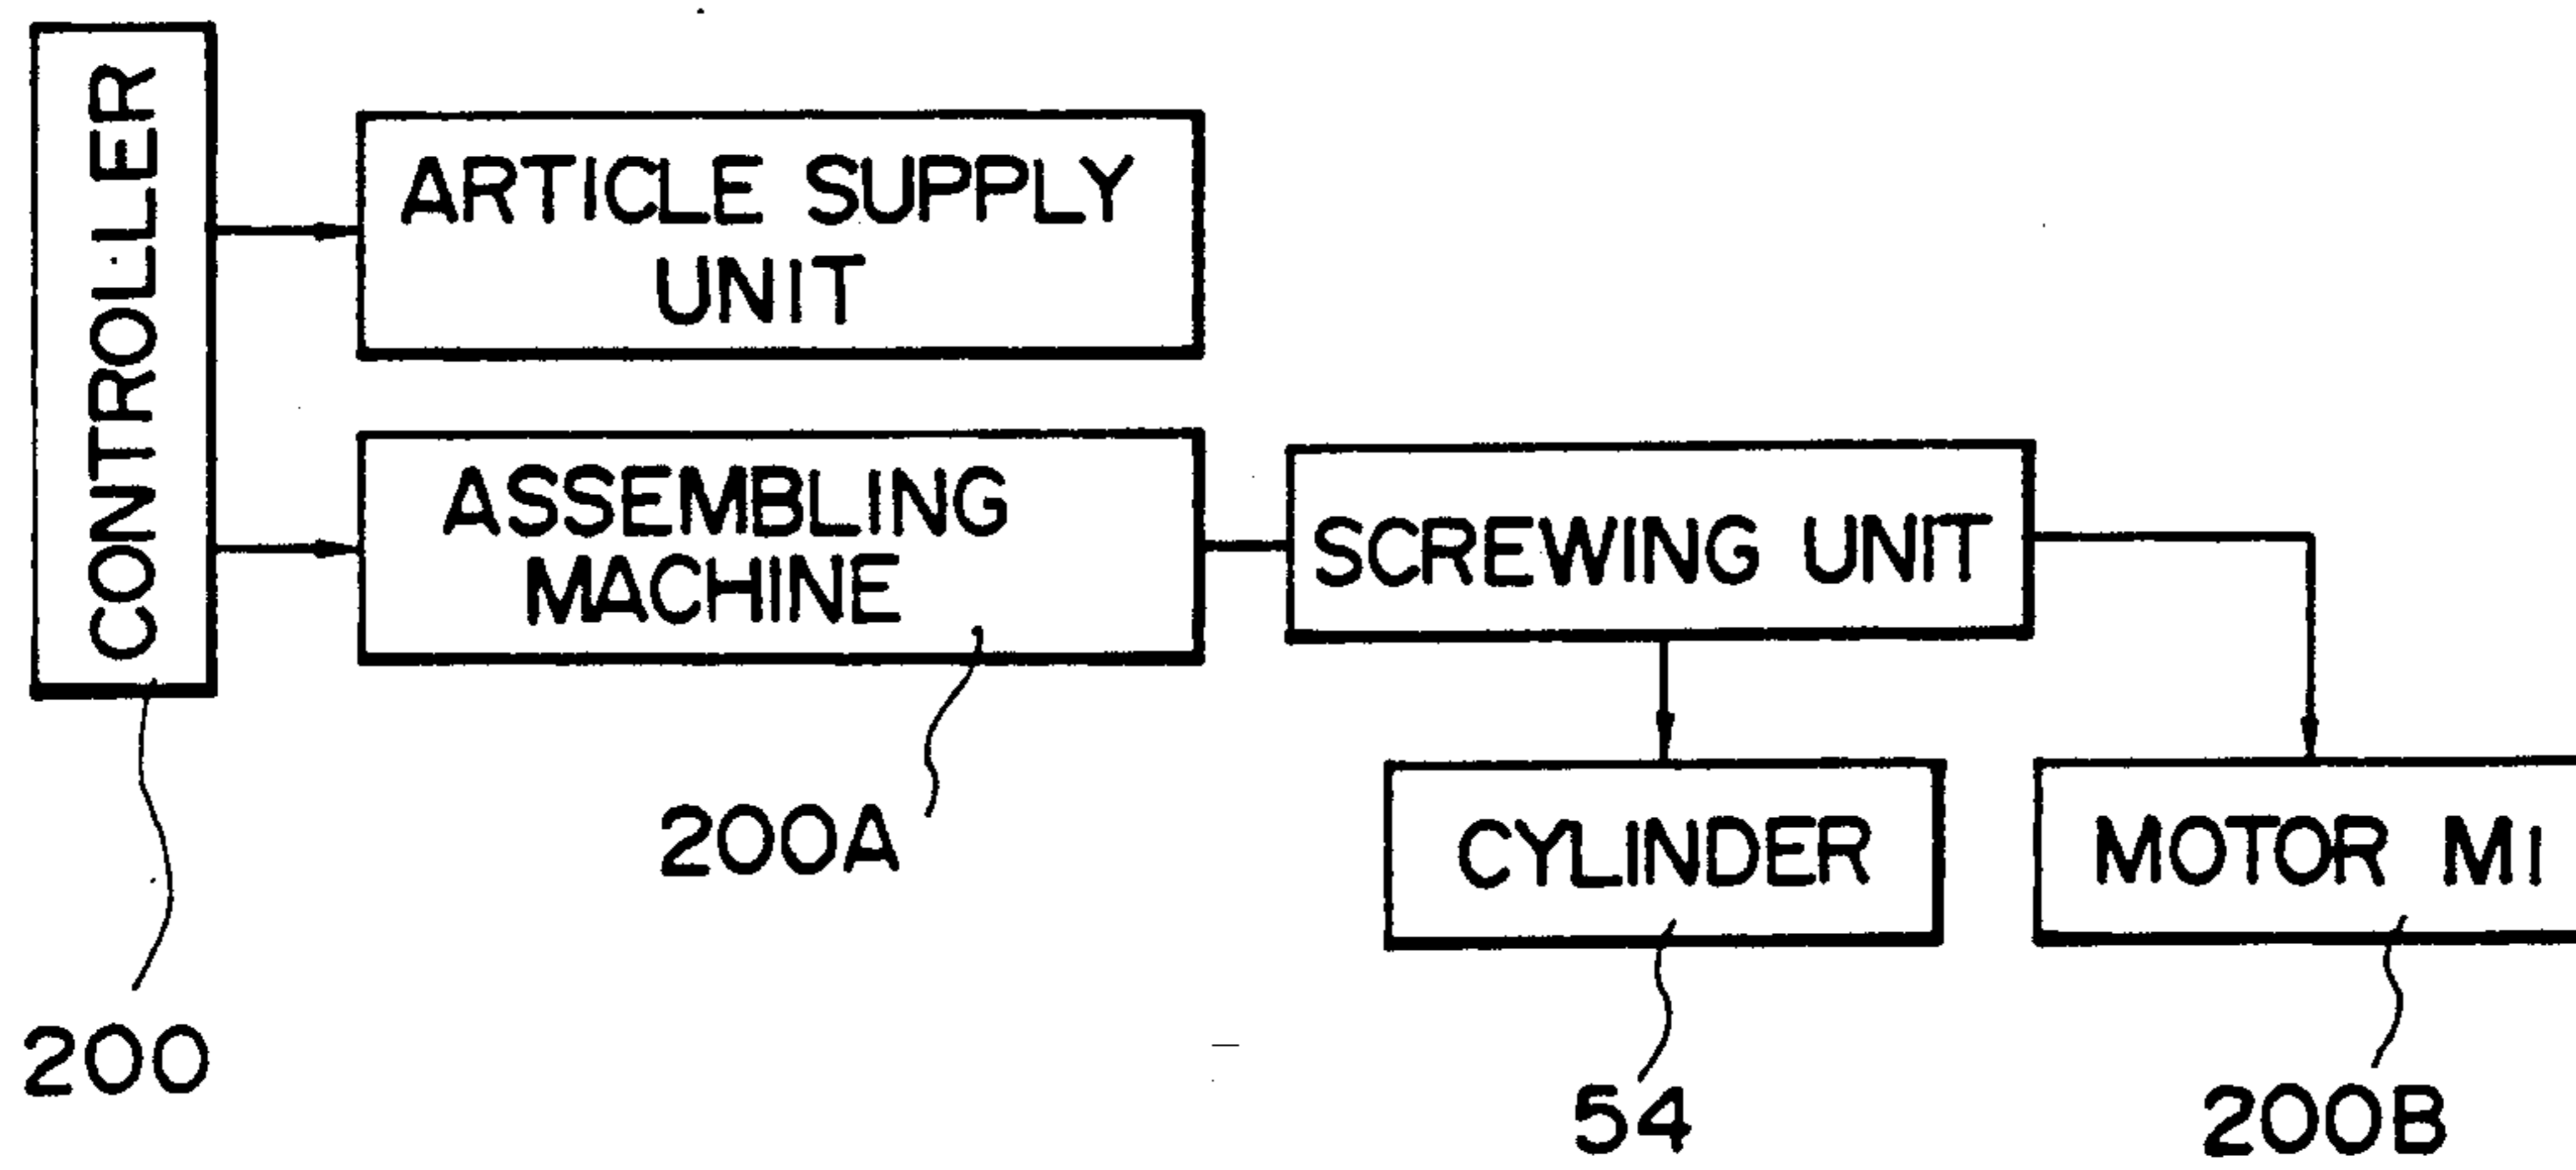 CONTROLLER
ARTICLE SUPPLY
UNIT
ASSEMBLING
MACHINE
SCREWING UNIT
200A
CYLINDER
MOTOR M1
200
54
200B